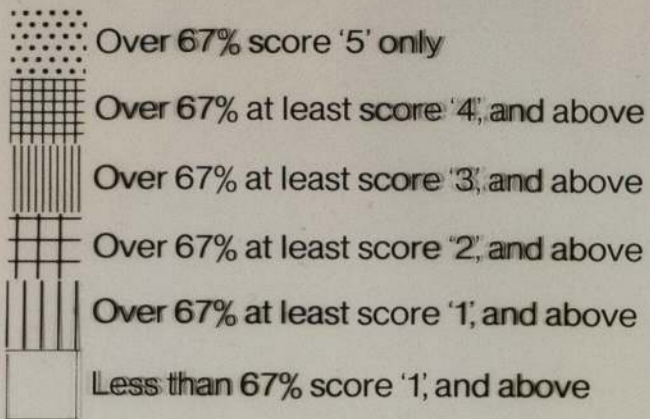 Over 67% score ‘5’ only
Over 67% at least score ‘4’, and above
Over 67% at least score ‘3’, and above
Over 67% at least score ‘2’, and above
Over 67% at least score ‘1’, and above
Less than 67% score ‘1’, and above